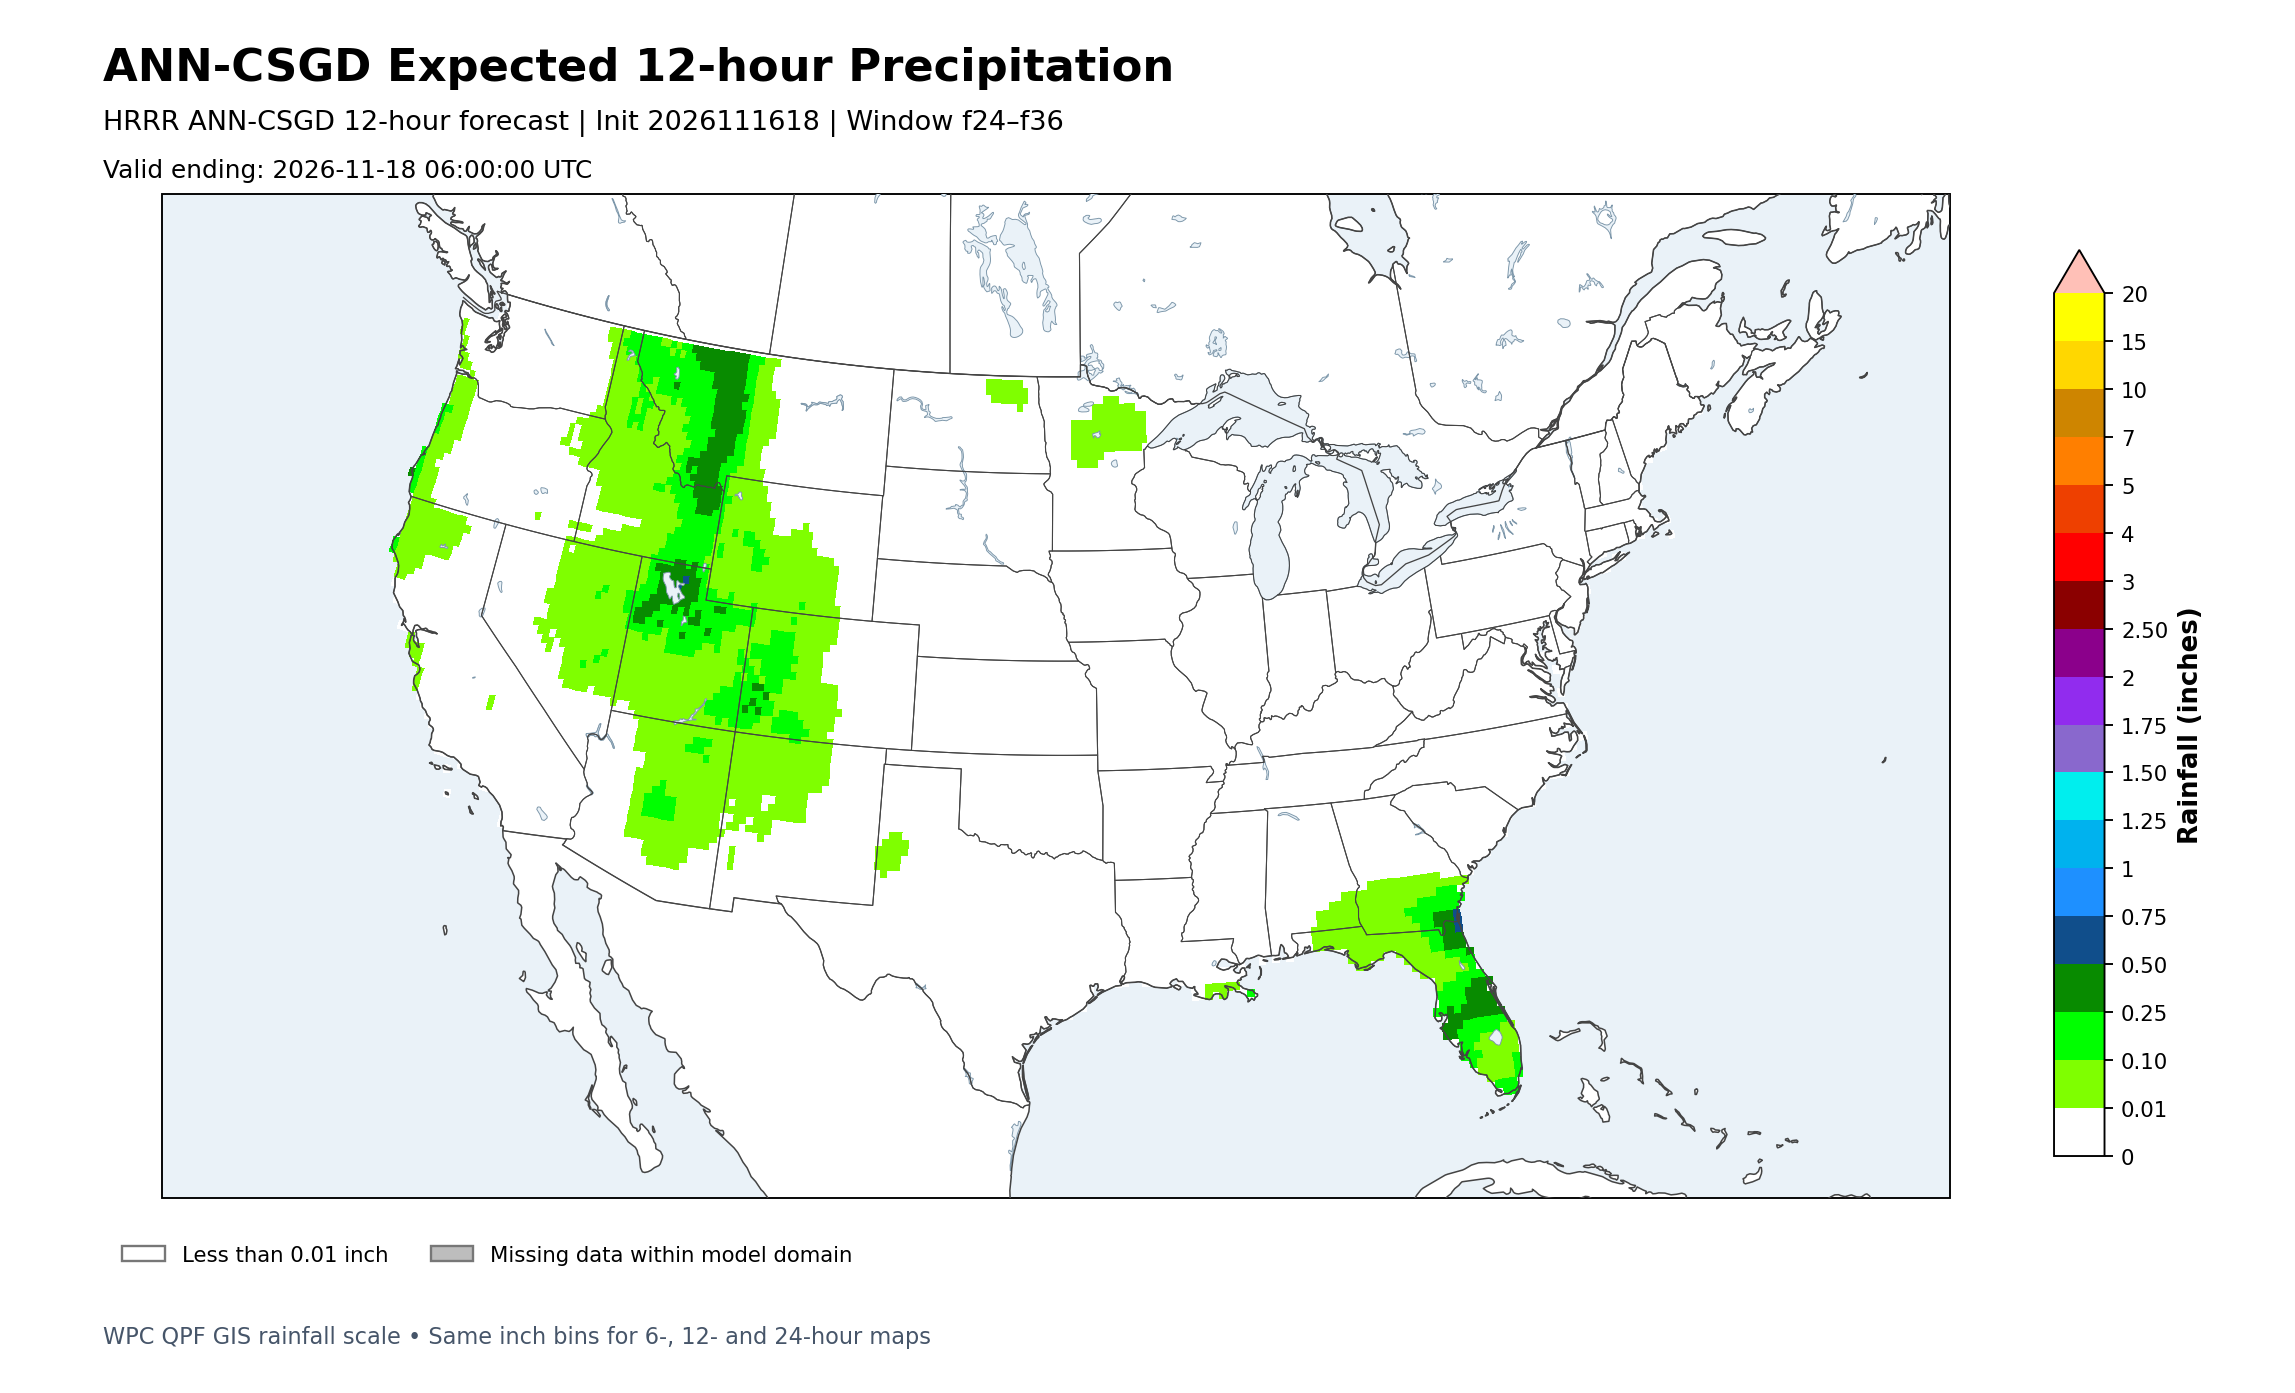 ANN-CSGD Expected 12-hour Precipitation
HRRR ANN-CSGD 12-hour forecast | Init 2026111618 | Window f24–f36
Valid ending: 2026-11-18 06:00:00 UTC
20
15
10
7
5
4
3
2.50
2
1.75
1.50
1.25
1
0.75
0.50
0.25
0.10
0.01
0
Rainfall (inches)
Less than 0.01 inch
Missing data within model domain
WPC QPF GIS rainfall scale • Same inch bins for 6-, 12- and 24-hour maps